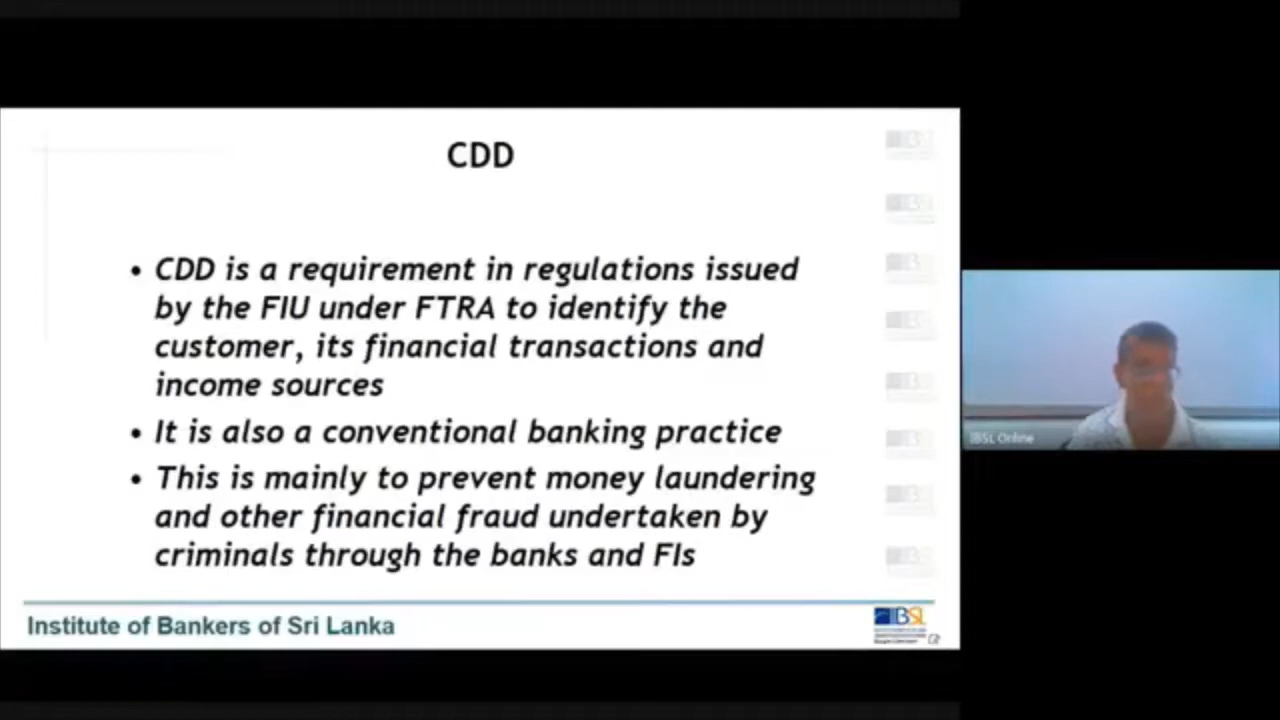 CDD
• CDD is a requirement in regulations issued
by the FIU under FTRA to identify the
customer, its financial transactions and
income sources
• It is also a conventional banking practice
• This is mainly to prevent money laundering
and other financial fraud undertaken by
criminals through the banks and FIs
Institute of Bankers of Sri Lanka
IBSL
IBSL Online